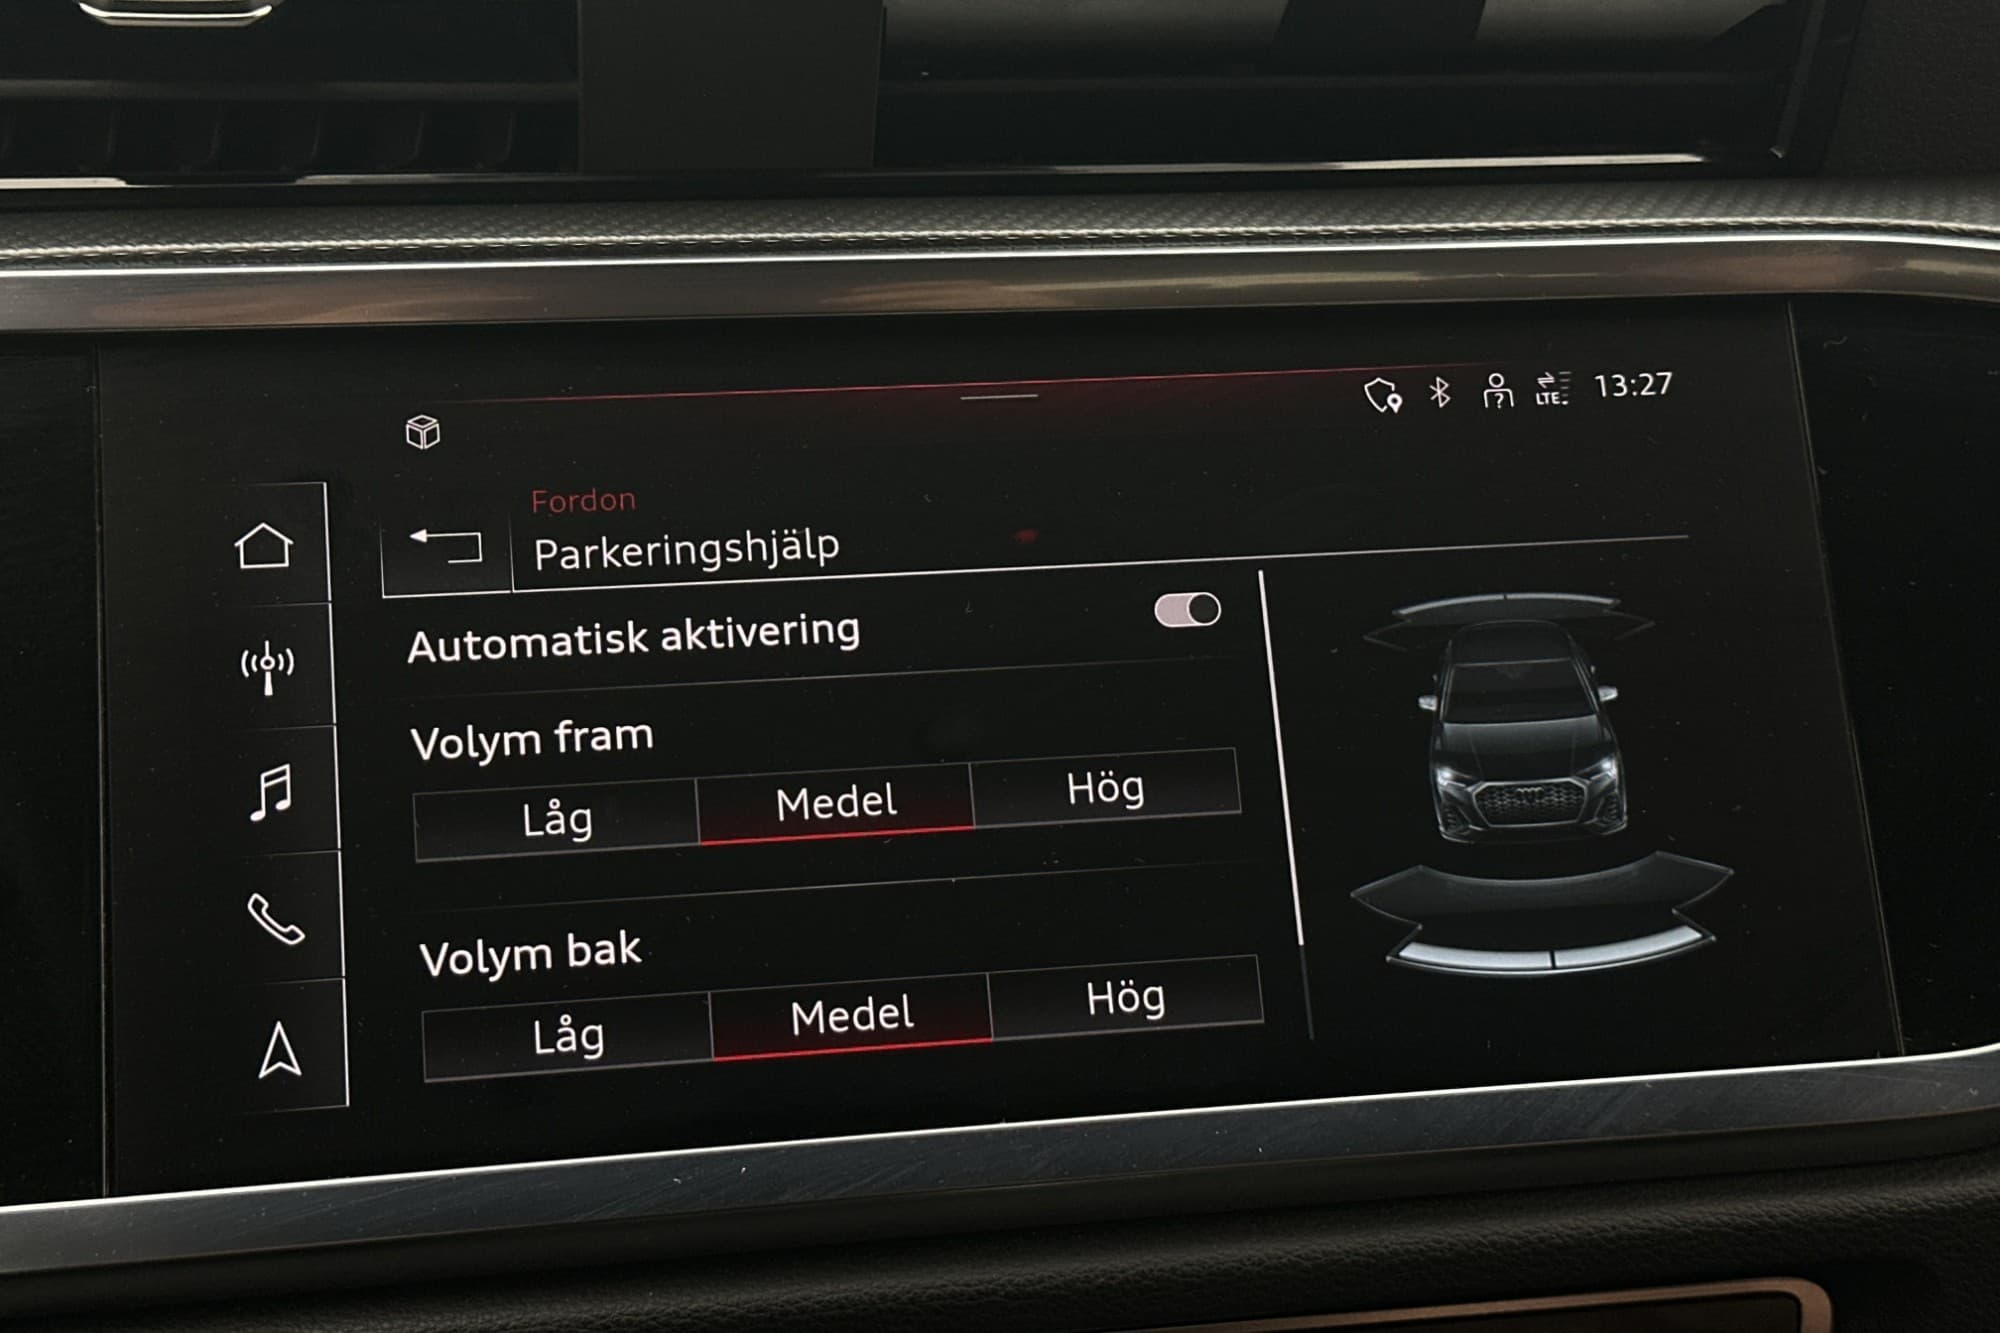 LTE 13:27
Fordon
Parkeringshjälp
Automatisk aktivering
Volym fram
Låg Medel Hög
Volym bak
Låg Medel Hög